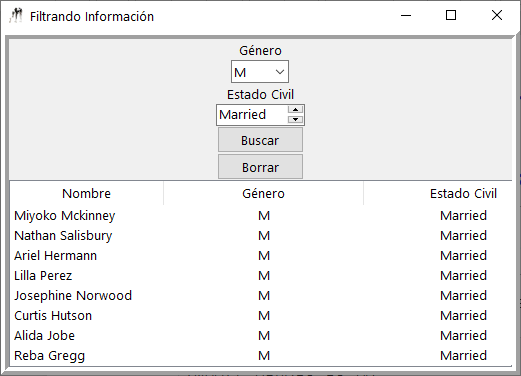 Filtrando Información
Género
M
Estado Civil
Married
Buscar
Borrar
Nombre Género Estado Civil
Miyoko Mckinney M Married
Nathan Salisbury M Married
Ariel Hermann M Married
Lilla Perez M Married
Josephine Norwood M Married
Curtis Hutson M Married
Alida Jobe M Married
Reba Gregg M Married